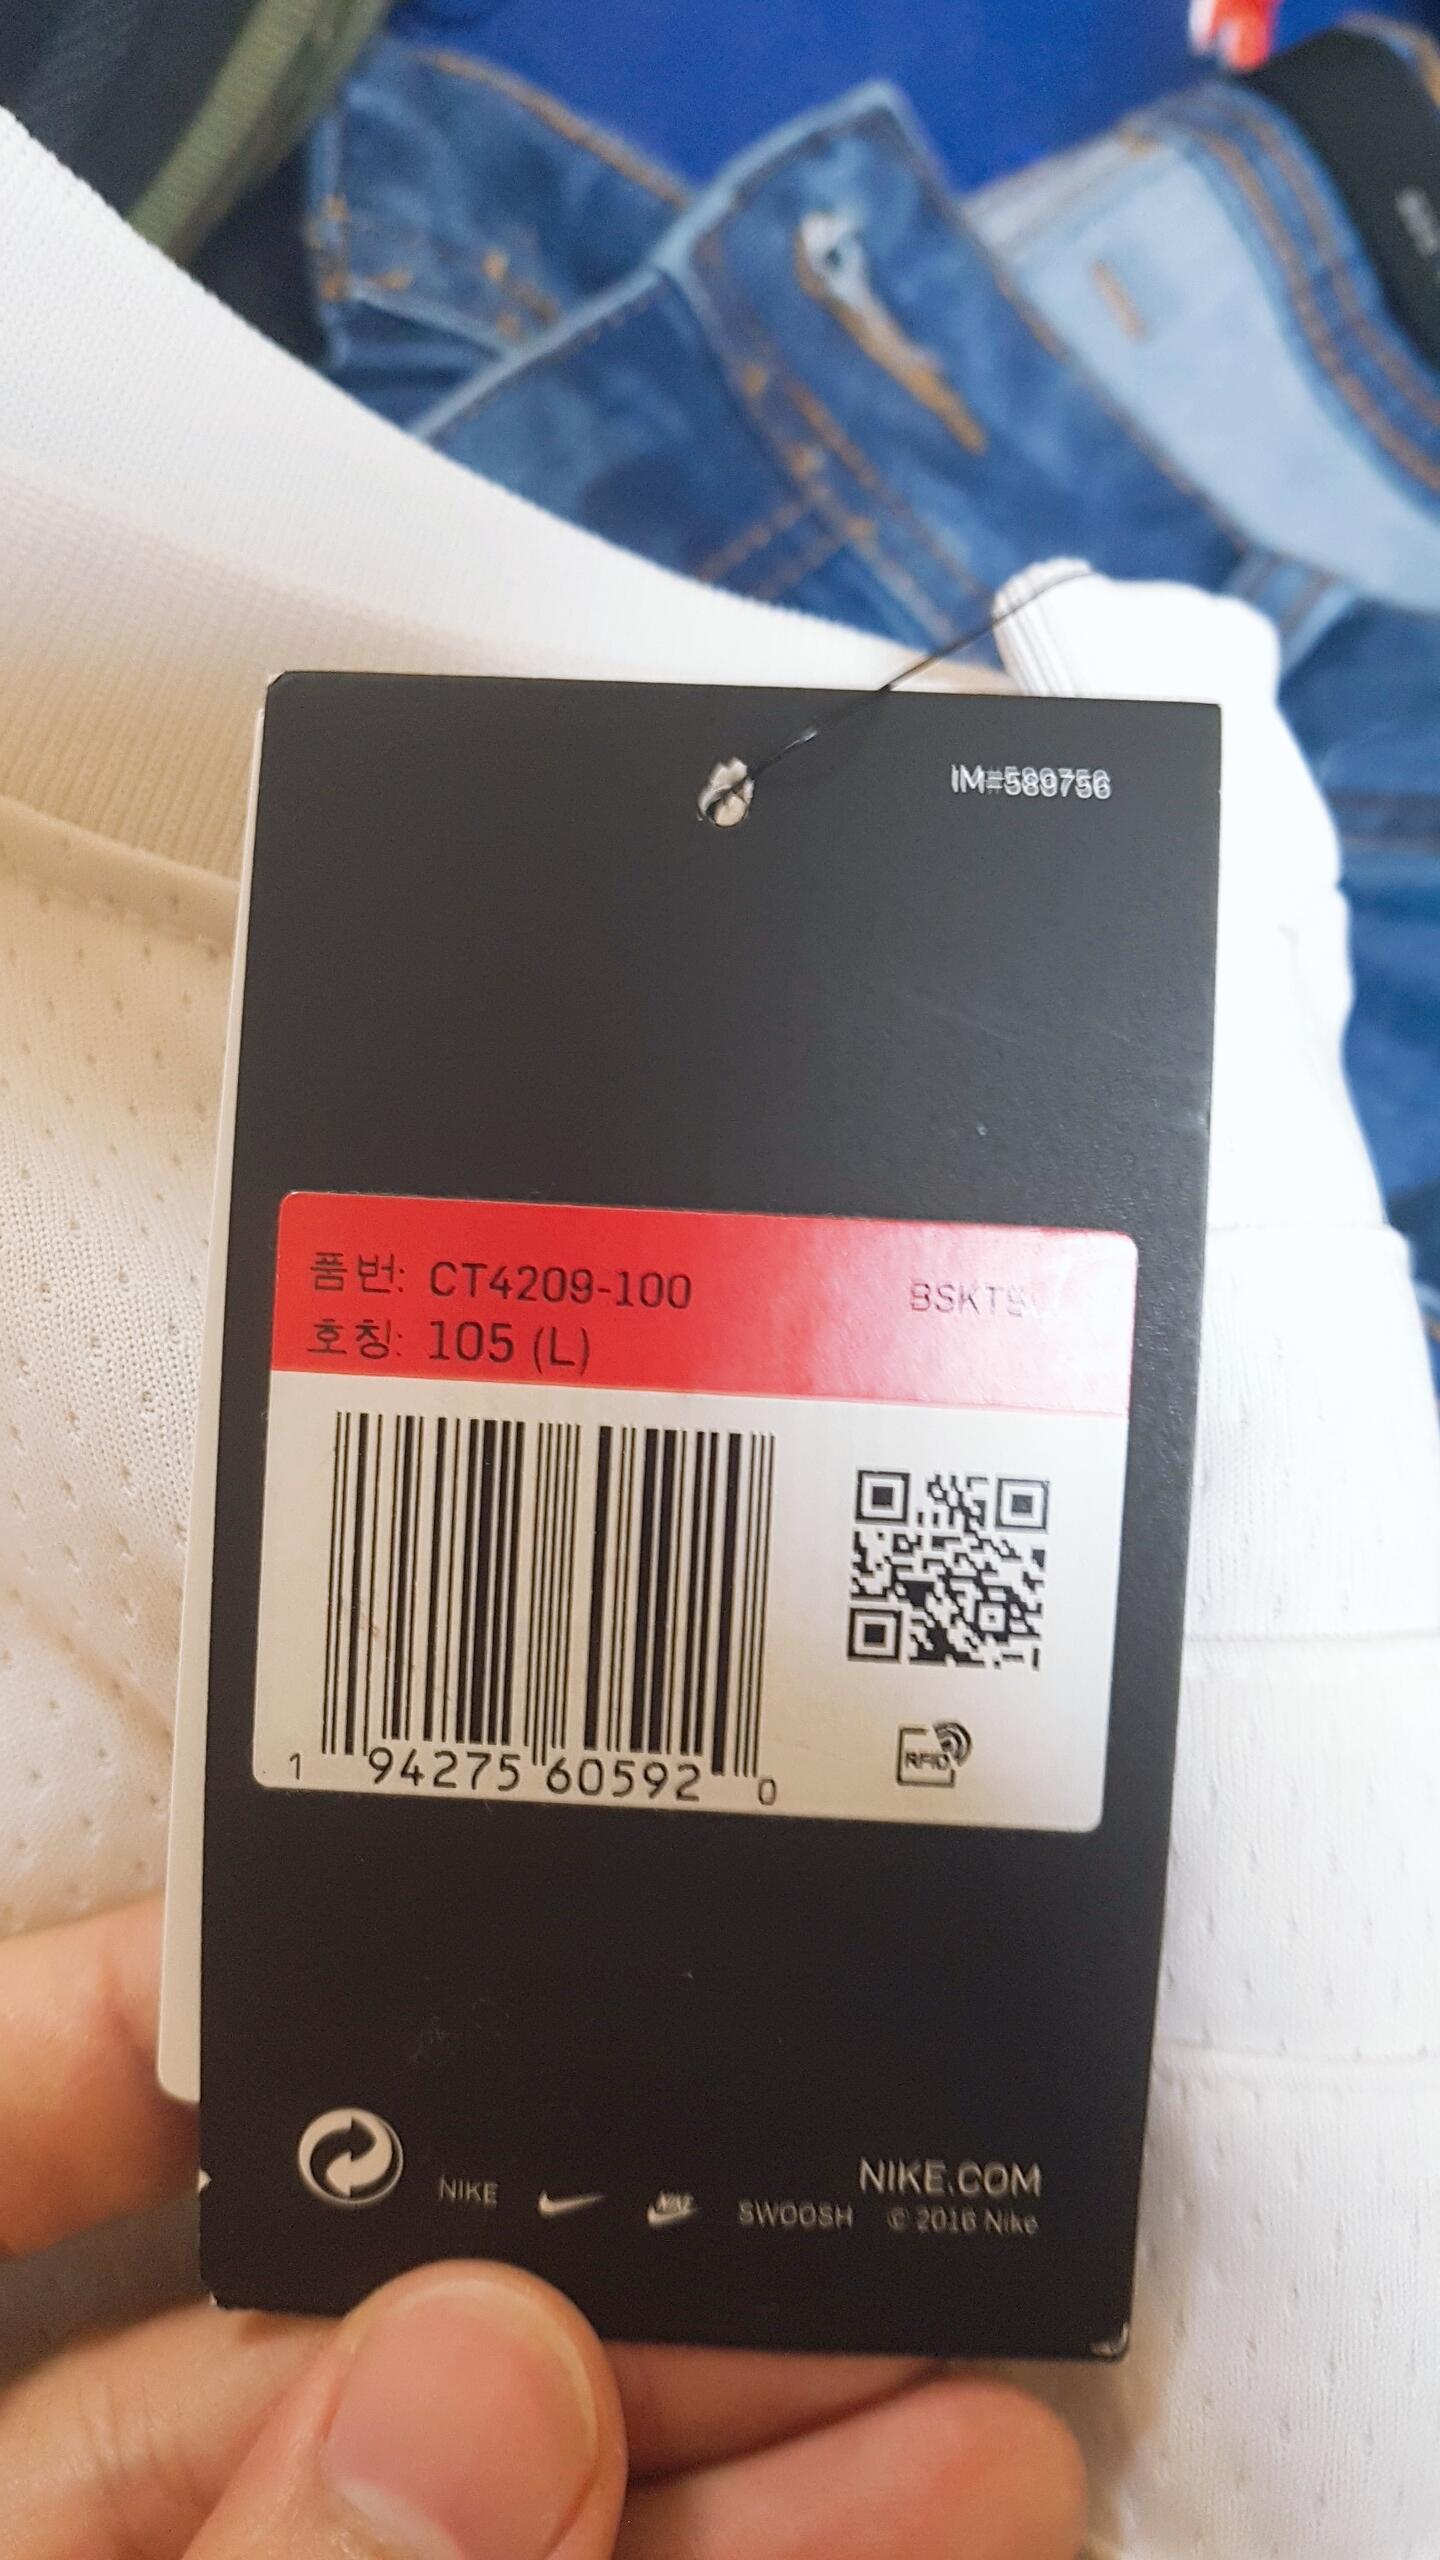 IM#589756
품번: CT4209-100
호칭: 105 (L)
1 94275 60592 0
RFID
NIKE
NIKE
SWOOSH
NIKE.COM
© 2016 Nike